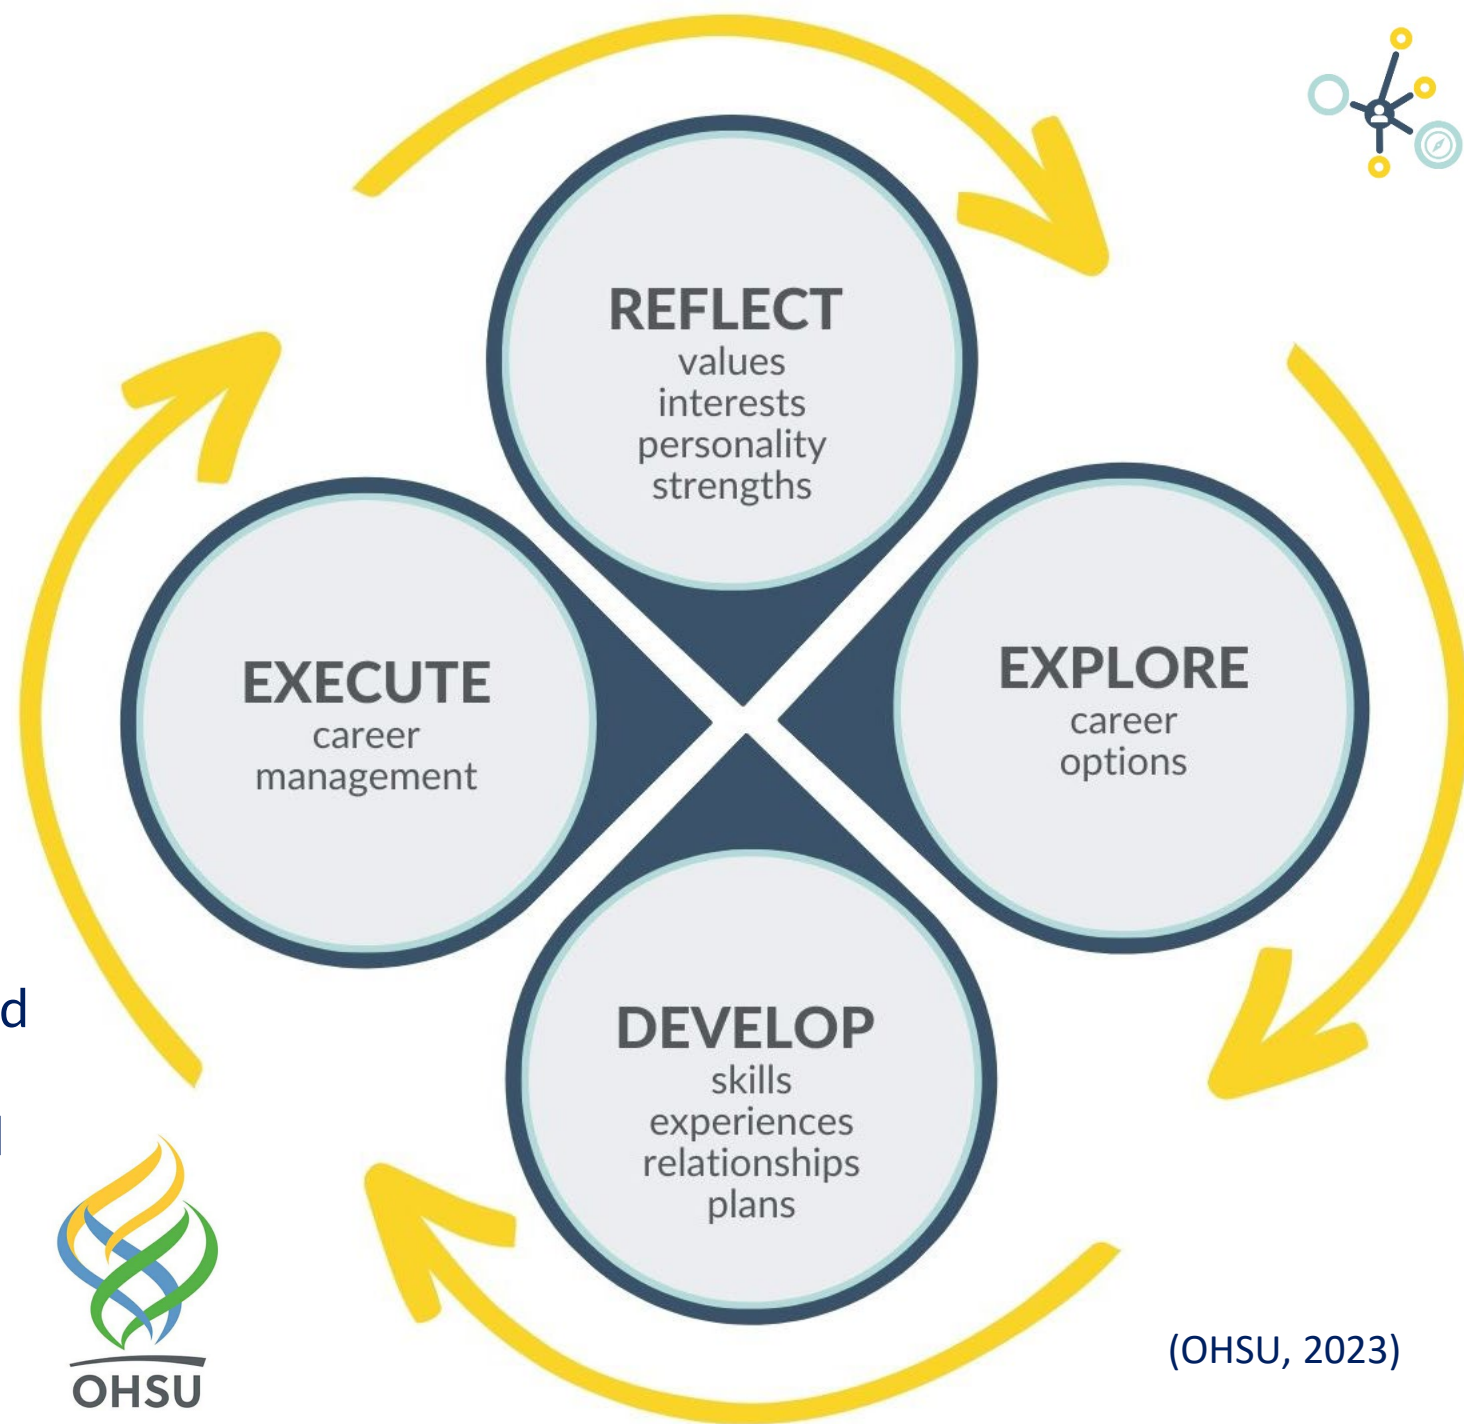 REFLECT
values
interests
personality
strengths
EXECUTE
career
management
EXPLORE
career
options
d
DEVELOP
skills
experiences
relationships
plans
(OHSU, 2023)
OHSU